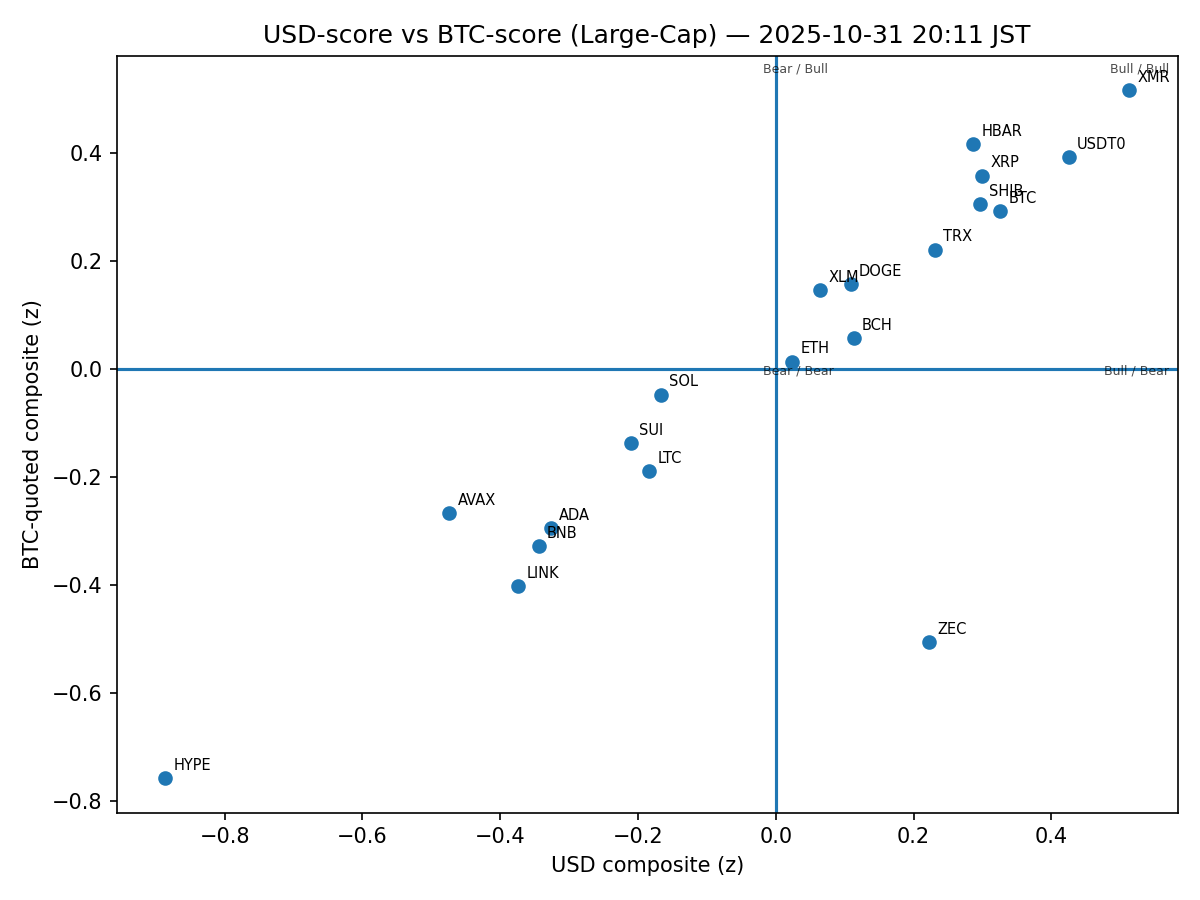 USD-score vs BTC-score (Large-Cap) — 2025-10-31 20:11 JST
Bear / Bull
Bull / Bull
XMR
HBAR
USDT0
XRP
SHIB
BTC
TRX
DOGE
XLM
BCH
ETH
Bear / Bear
Bull / Bear
SOL
SUI
LTC
AVAX
ADA
BNB
LINK
ZEC
HYPE
0.4
0.2
0.0
−0.2
−0.4
−0.6
−0.8
BTC-quoted composite (z)
−0.8
−0.6
−0.4
−0.2
0.0
0.2
0.4
USD composite (z)